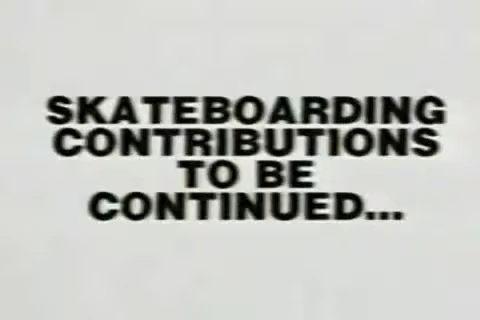 SKATEBOARDING
CONTRIBUTIONS
TO BE
CONTINUED...